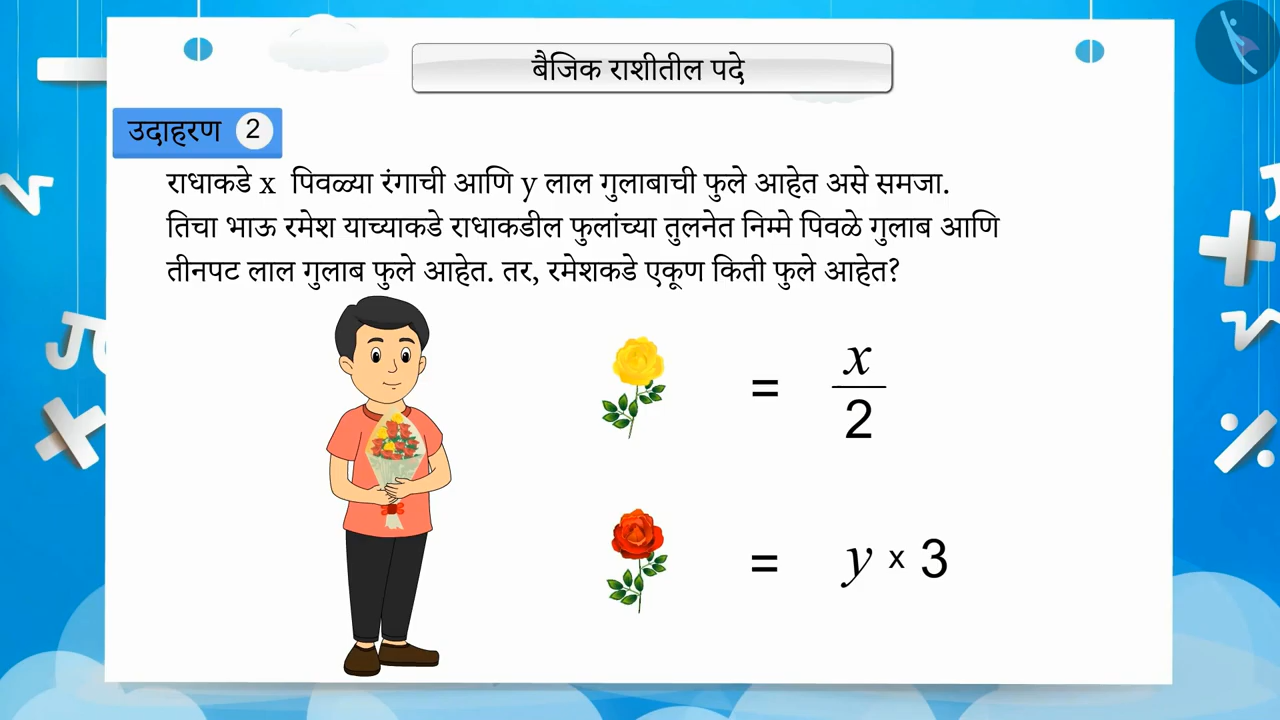 बैजिक राशीतील पदे
उदाहरण 2
राधाकडे x पिवळ्या रंगाची आणि y लाल गुलाबाची फुले आहेत असे समजा.
तिचा भाऊ रमेश याच्याकडे राधाकडील फुलांच्या तुलनेत निम्मे पिवळे गुलाब आणि
तीनपट लाल गुलाब फुले आहेत. तर, रमेशकडे एकूण किती फुले आहेत?
= x/2
= y × 3